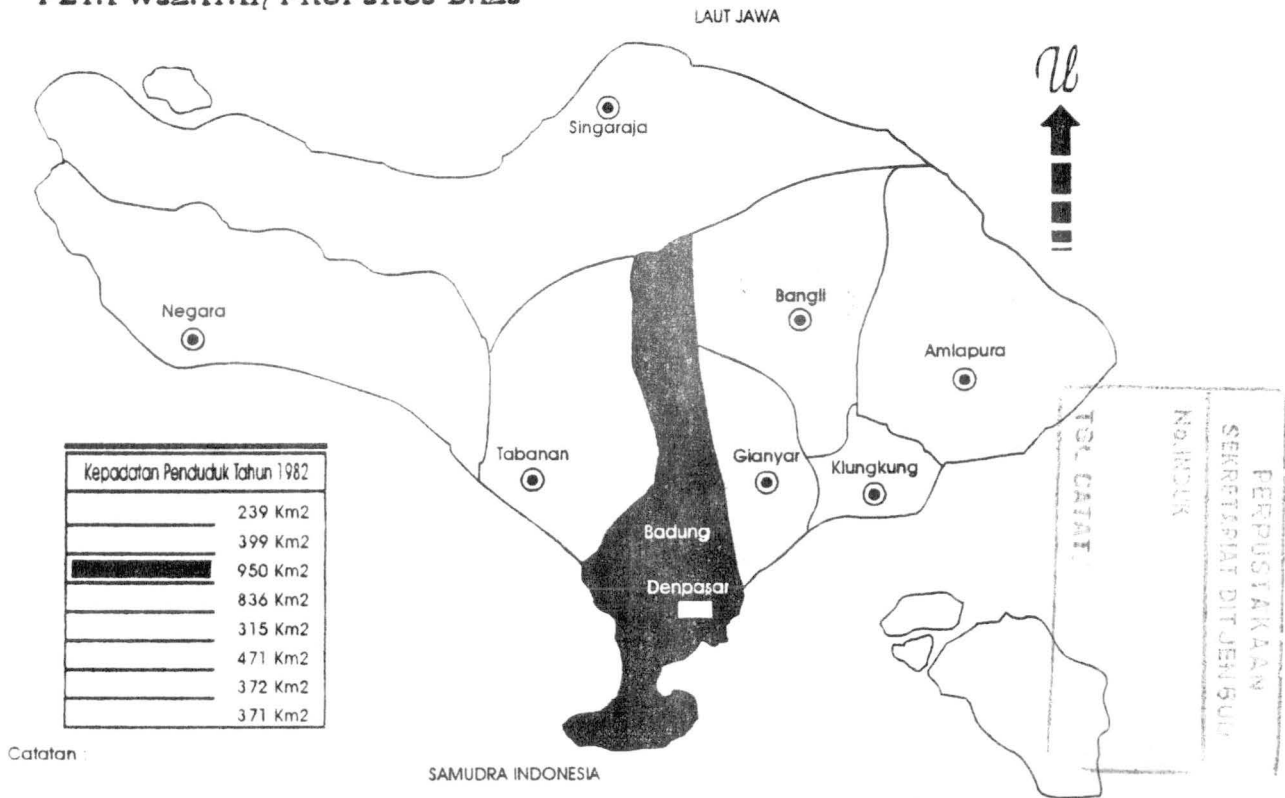 LAUT JAWA
U
Singaraja
Negara
Bangli
Amlapura
Tabanan
Gianyar
Klungkung
Badung
Denpasar
Kepadatan Penduduk Tahun 1982
239 Km2
399 Km2
950 Km2
836 Km2
315 Km2
471 Km2
372 Km2
371 Km2
Catatan :
SAMUDRA INDONESIA
PERPUSTAKAAN
SEKRETARIAT DITJENBUD
No.INDUK
TGL. CATAT.